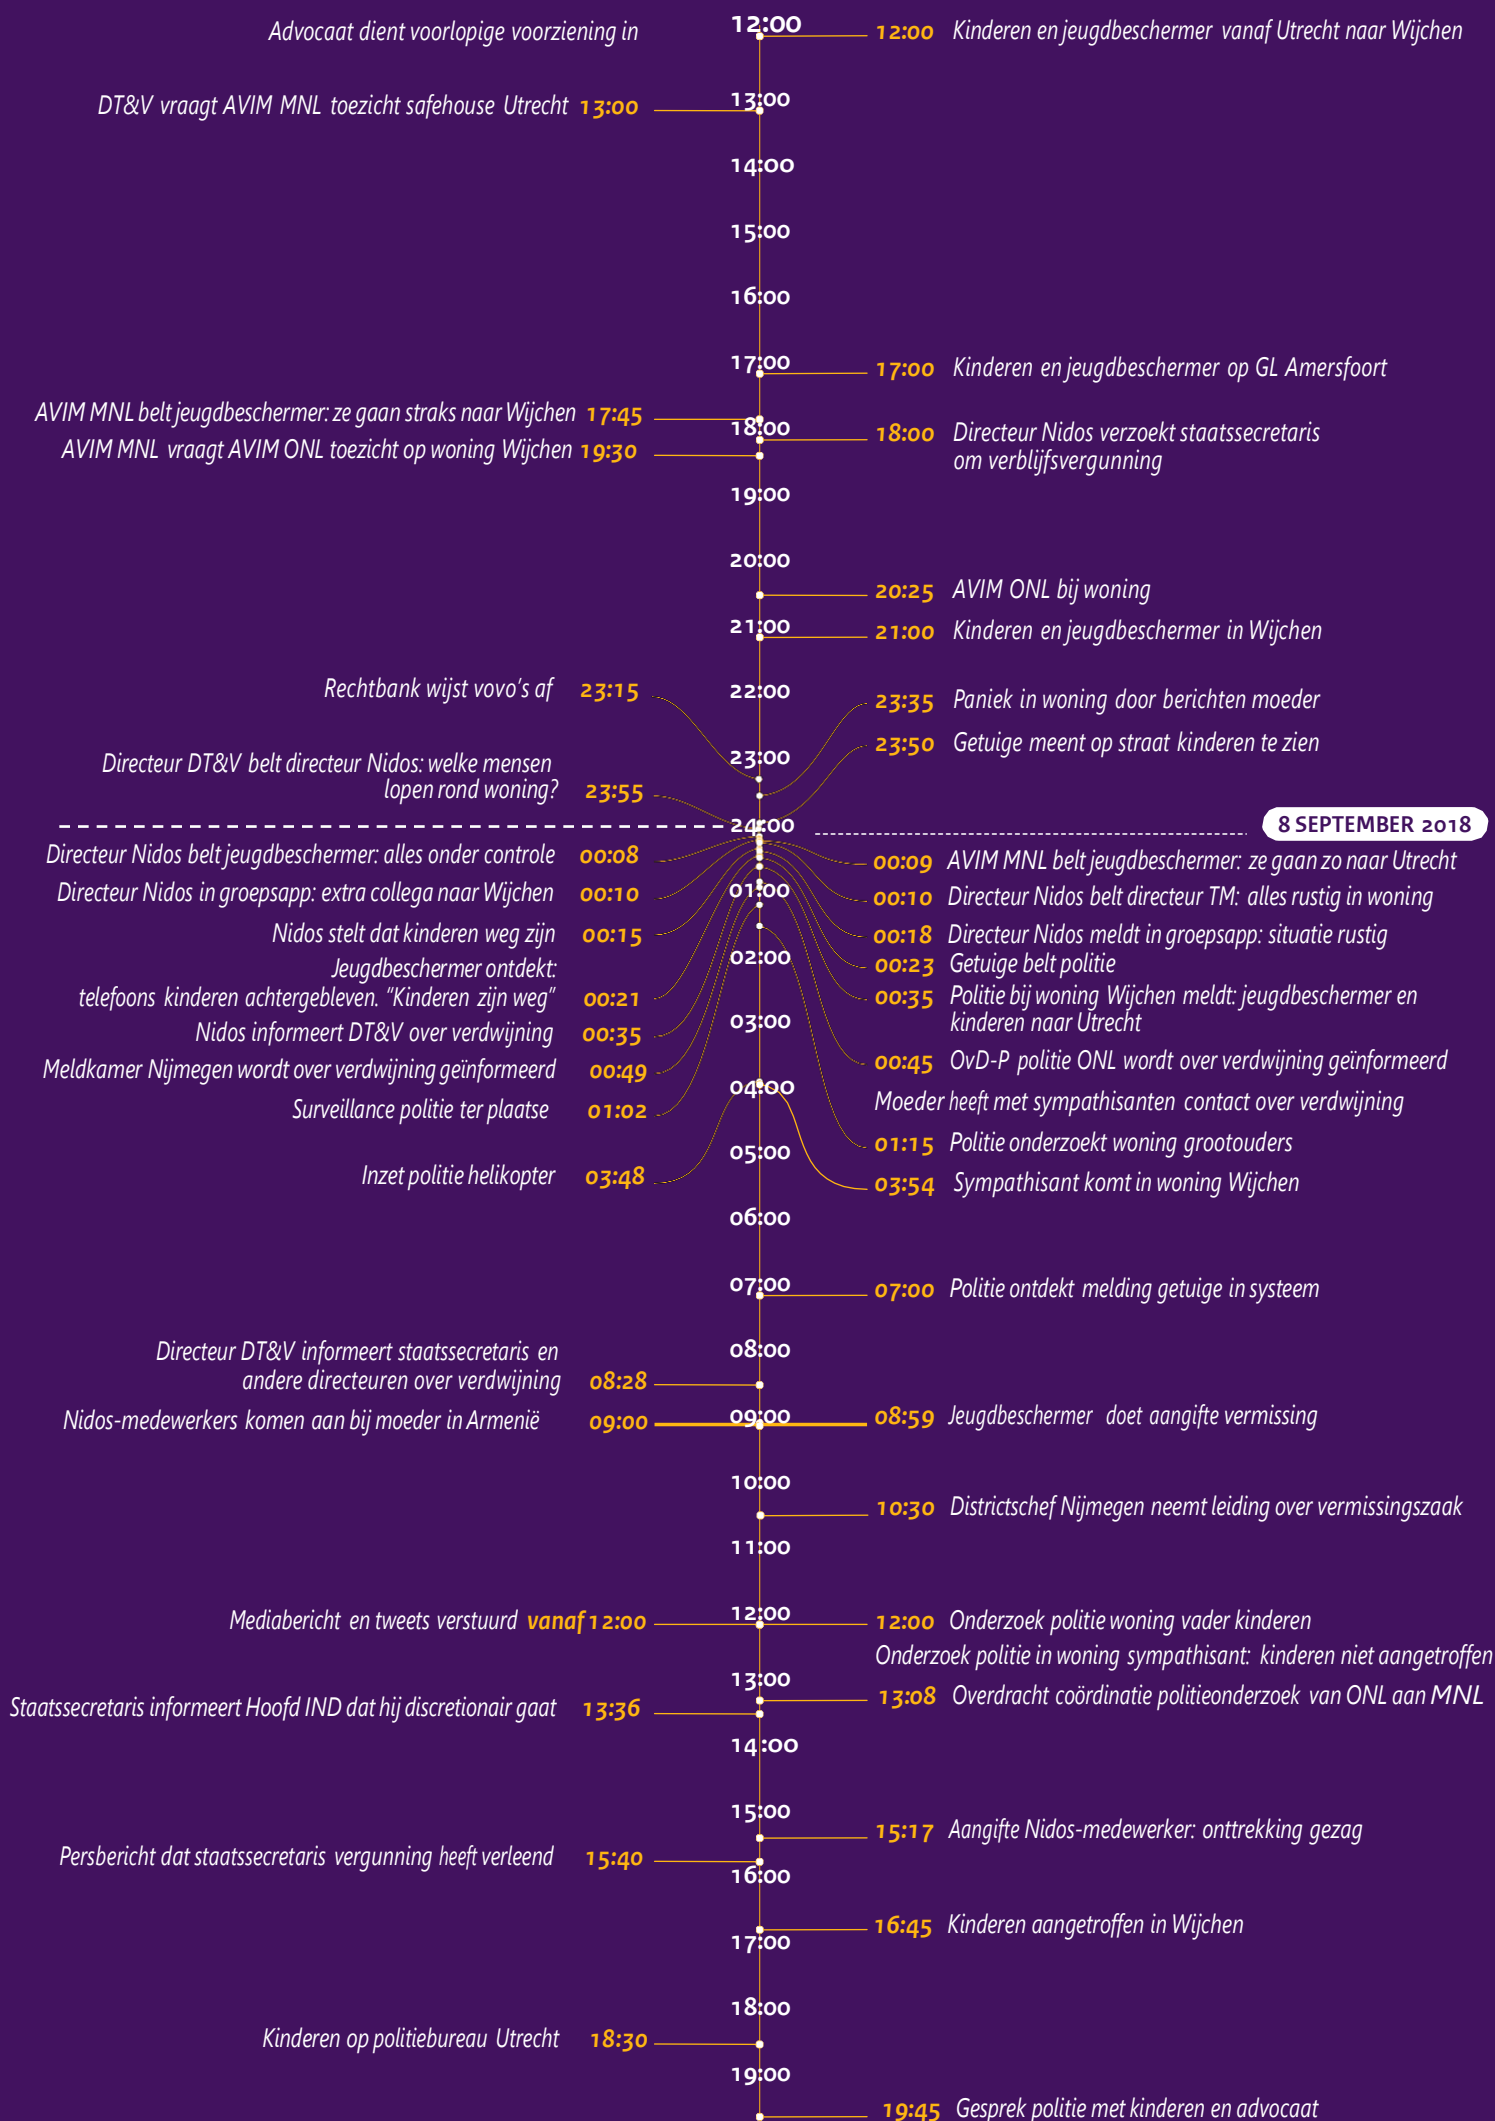 Advocaat dient voorlopige voorziening in
12:00
12:00 Kinderen en jeugdbeschermer vanaf Utrecht naar Wijchen
DT&V vraagt AVIM MNL toezicht safehouse Utrecht 13:00
13:00
14:00
15:00
16:00
17:00
17:00 Kinderen en jeugdbeschermer op GL Amersfoort
AVIM MNL belt jeugdbeschermer: ze gaan straks naar Wijchen 17:45
18:00
18:00 Directeur Nidos verzoekt staatssecretaris
om verblijfsvergunning
AVIM MNL vraagt AVIM ONL toezicht op woning Wijchen 19:30
19:00
20:00
20:25 AVIM ONL bij woning
21:00
21:00 Kinderen en jeugdbeschermer in Wijchen
Rechtbank wijst vovo's af 23:15
22:00
23:35 Paniek in woning door berichten moeder
23:50 Getuige meent op straat kinderen te zien
23:00
Directeur DT&V belt directeur Nidos: welke mensen
lopen rond woning? 23:55
24:00
8 SEPTEMBER 2018
Directeur Nidos belt jeugdbeschermer: alles onder controle 00:08
00:09 AVIM MNL belt jeugdbeschermer: ze gaan zo naar Utrecht
Directeur Nidos in groepsapp: extra collega naar Wijchen 00:10
01:00
00:10 Directeur Nidos belt directeur TM: alles rustig in woning
Nidos stelt dat kinderen weg zijn 00:15
00:18 Directeur Nidos meldt in groepsapp: situatie rustig
02:00
00:23 Getuige belt politie
Jeugdbeschermer ontdekt:
telefoons kinderen achtergebleven. "Kinderen zijn weg" 00:21
00:35 Politie bij woning Wijchen meldt: jeugdbeschermer en
kinderen naar Utrecht
03:00
Nidos informeert DT&V over verdwijning 00:35
00:45 OvD-P politie ONL wordt over verdwijning geïnformeerd
Meldkamer Nijmegen wordt over verdwijning geïnformeerd 00:49
04:00
Moeder heeft met sympathisanten contact over verdwijning
Surveillance politie ter plaatse 01:02
01:15 Politie onderzoekt woning grootouders
05:00
Inzet politie helikopter 03:48
03:54 Sympathisant komt in woning Wijchen
06:00
07:00
07:00 Politie ontdekt melding getuige in systeem
08:00
Directeur DT&V informeert staatssecretaris en
andere directeuren over verdwijning 08:28
Nidos-medewerkers komen aan bij moeder in Armenië 09:00
09:00
08:59 Jeugdbeschermer doet aangifte vermissing
10:00
10:30 Districtschef Nijmegen neemt leiding over vermissingszaak
11:00
Mediabericht en tweets verstuurd vanaf 12:00
12:00
12:00 Onderzoek politie woning vader kinderen
Onderzoek politie in woning sympathisant: kinderen niet aangetroffen
13:00
13:08 Overdracht coördinatie politieonderzoek van ONL aan MNL
Staatssecretaris informeert Hoofd IND dat hij discretionair gaat 13:36
14:00
15:00
15:17 Aangifte Nidos-medewerker: onttrekking gezag
Persbericht dat staatssecretaris vergunning heeft verleend 15:40
16:00
16:45 Kinderen aangetroffen in Wijchen
17:00
18:00
Kinderen op politiebureau Utrecht 18:30
19:00
19:45 Gesprek politie met kinderen en advocaat